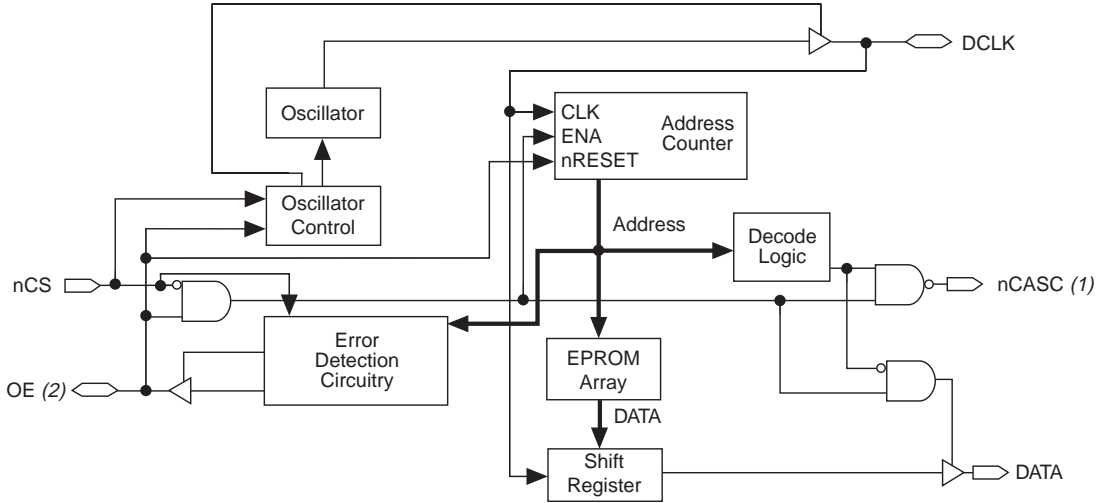 DCLK
Oscillator
CLK
ENA
nRESET
Address
Counter
Oscillator
Control
Address
Decode
Logic
nCS
nCASC (1)
Error
Detection
Circuitry
EPROM
Array
OE (2)
DATA
Shift
Register
DATA